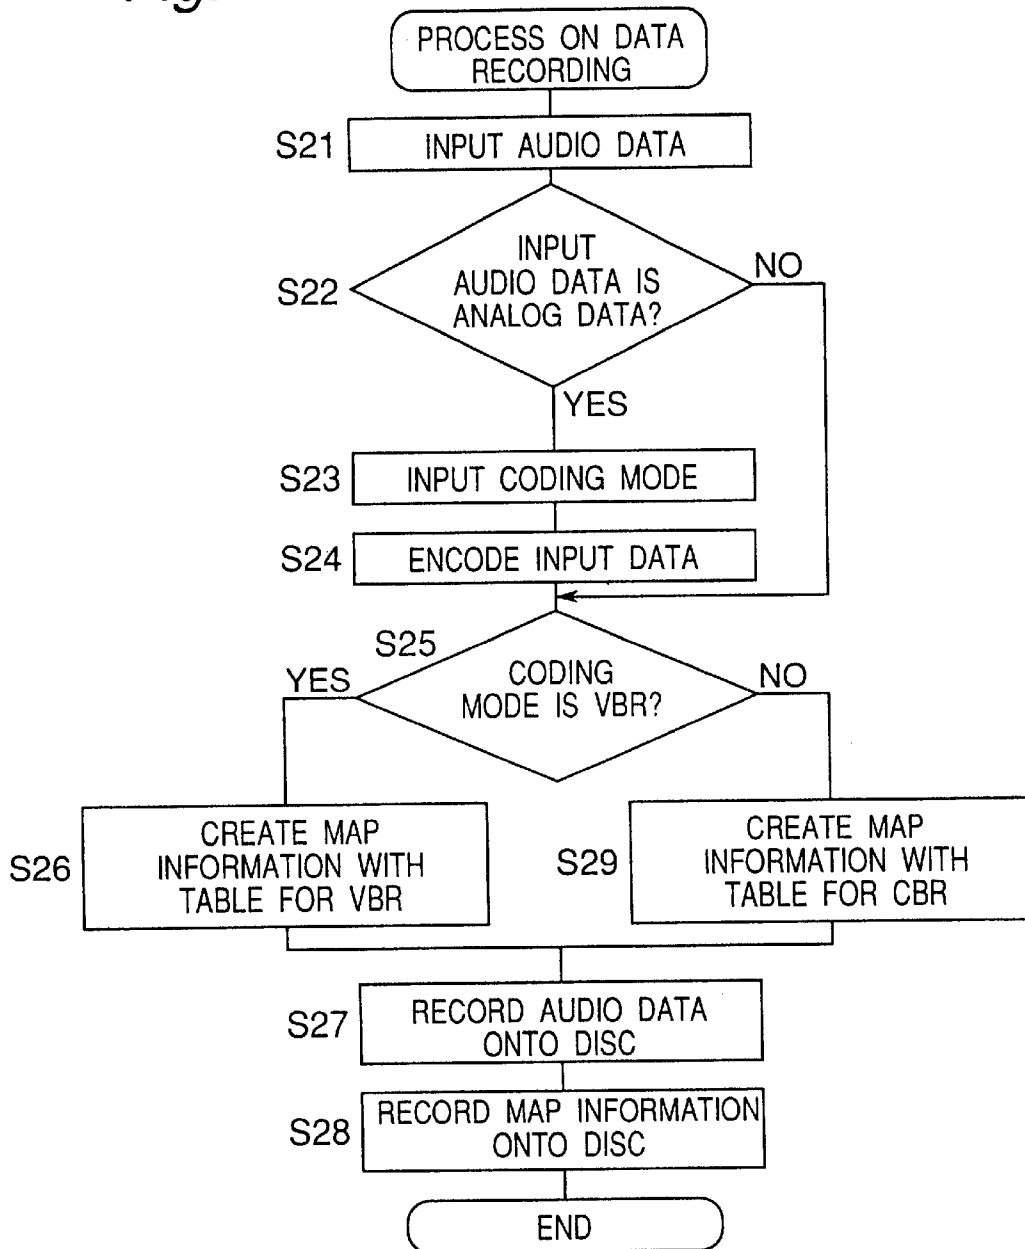 PROCESS ON DATA
RECORDING
S21
INPUT AUDIO DATA
S22
INPUT
AUDIO DATA IS
ANALOG DATA?
NO
YES
S23
INPUT CODING MODE
S24
ENCODE INPUT DATA
S25
CODING
MODE IS VBR?
YES
NO
S26
CREATE MAP
INFORMATION WITH
TABLE FOR VBR
S29
CREATE MAP
INFORMATION WITH
TABLE FOR CBR
S27
RECORD AUDIO DATA
ONTO DISC
S28
RECORD MAP INFORMATION
ONTO DISC
END